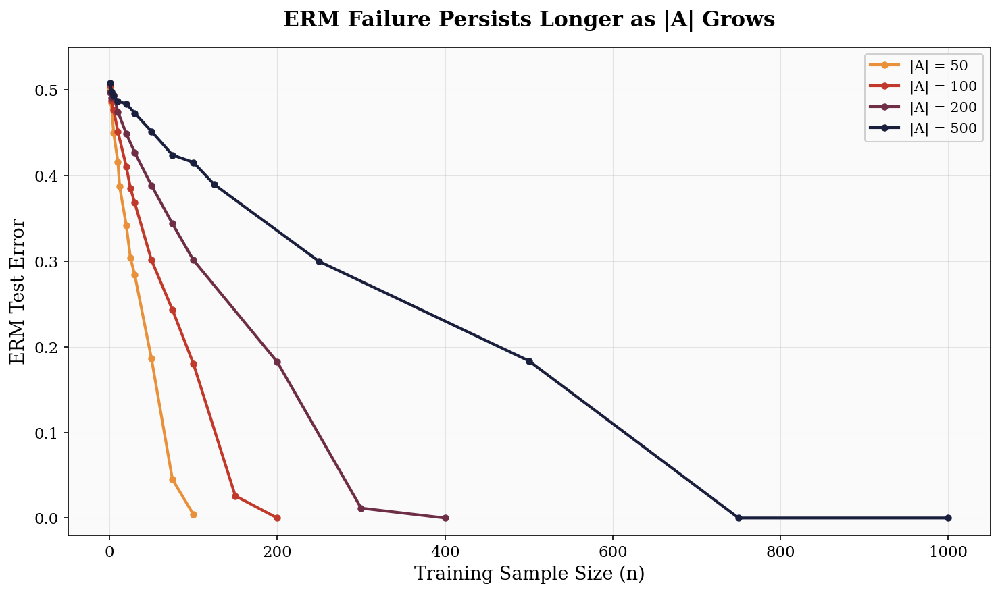 ERM Failure Persists Longer as |A| Grows
|A| = 50
|A| = 100
|A| = 200
|A| = 500
ERM Test Error
0.5
0.4
0.3
0.2
0.1
0.0
0
200
400
600
800
1000
Training Sample Size (n)